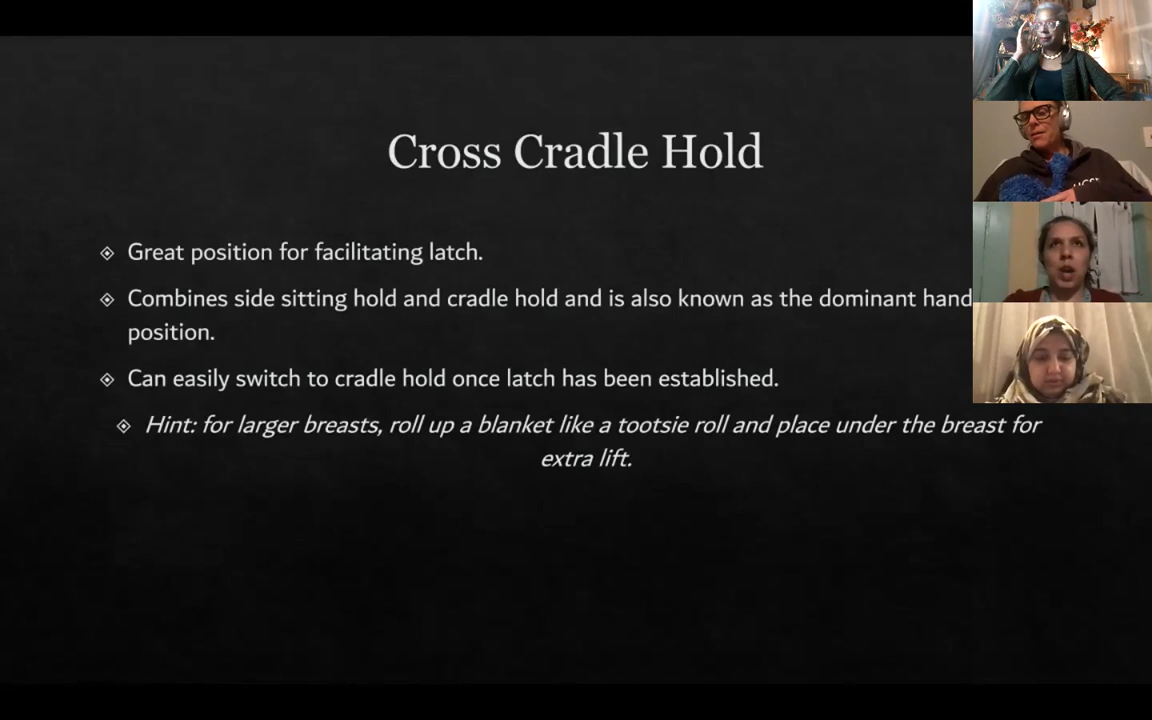 Cross Cradle Hold
Great position for facilitating latch.
Combines side sitting hold and cradle hold and is also known as the dominant hand
position.
Can easily switch to cradle hold once latch has been established.
Hint: for larger breasts, roll up a blanket like a tootsie roll and place under the breast for
extra lift.